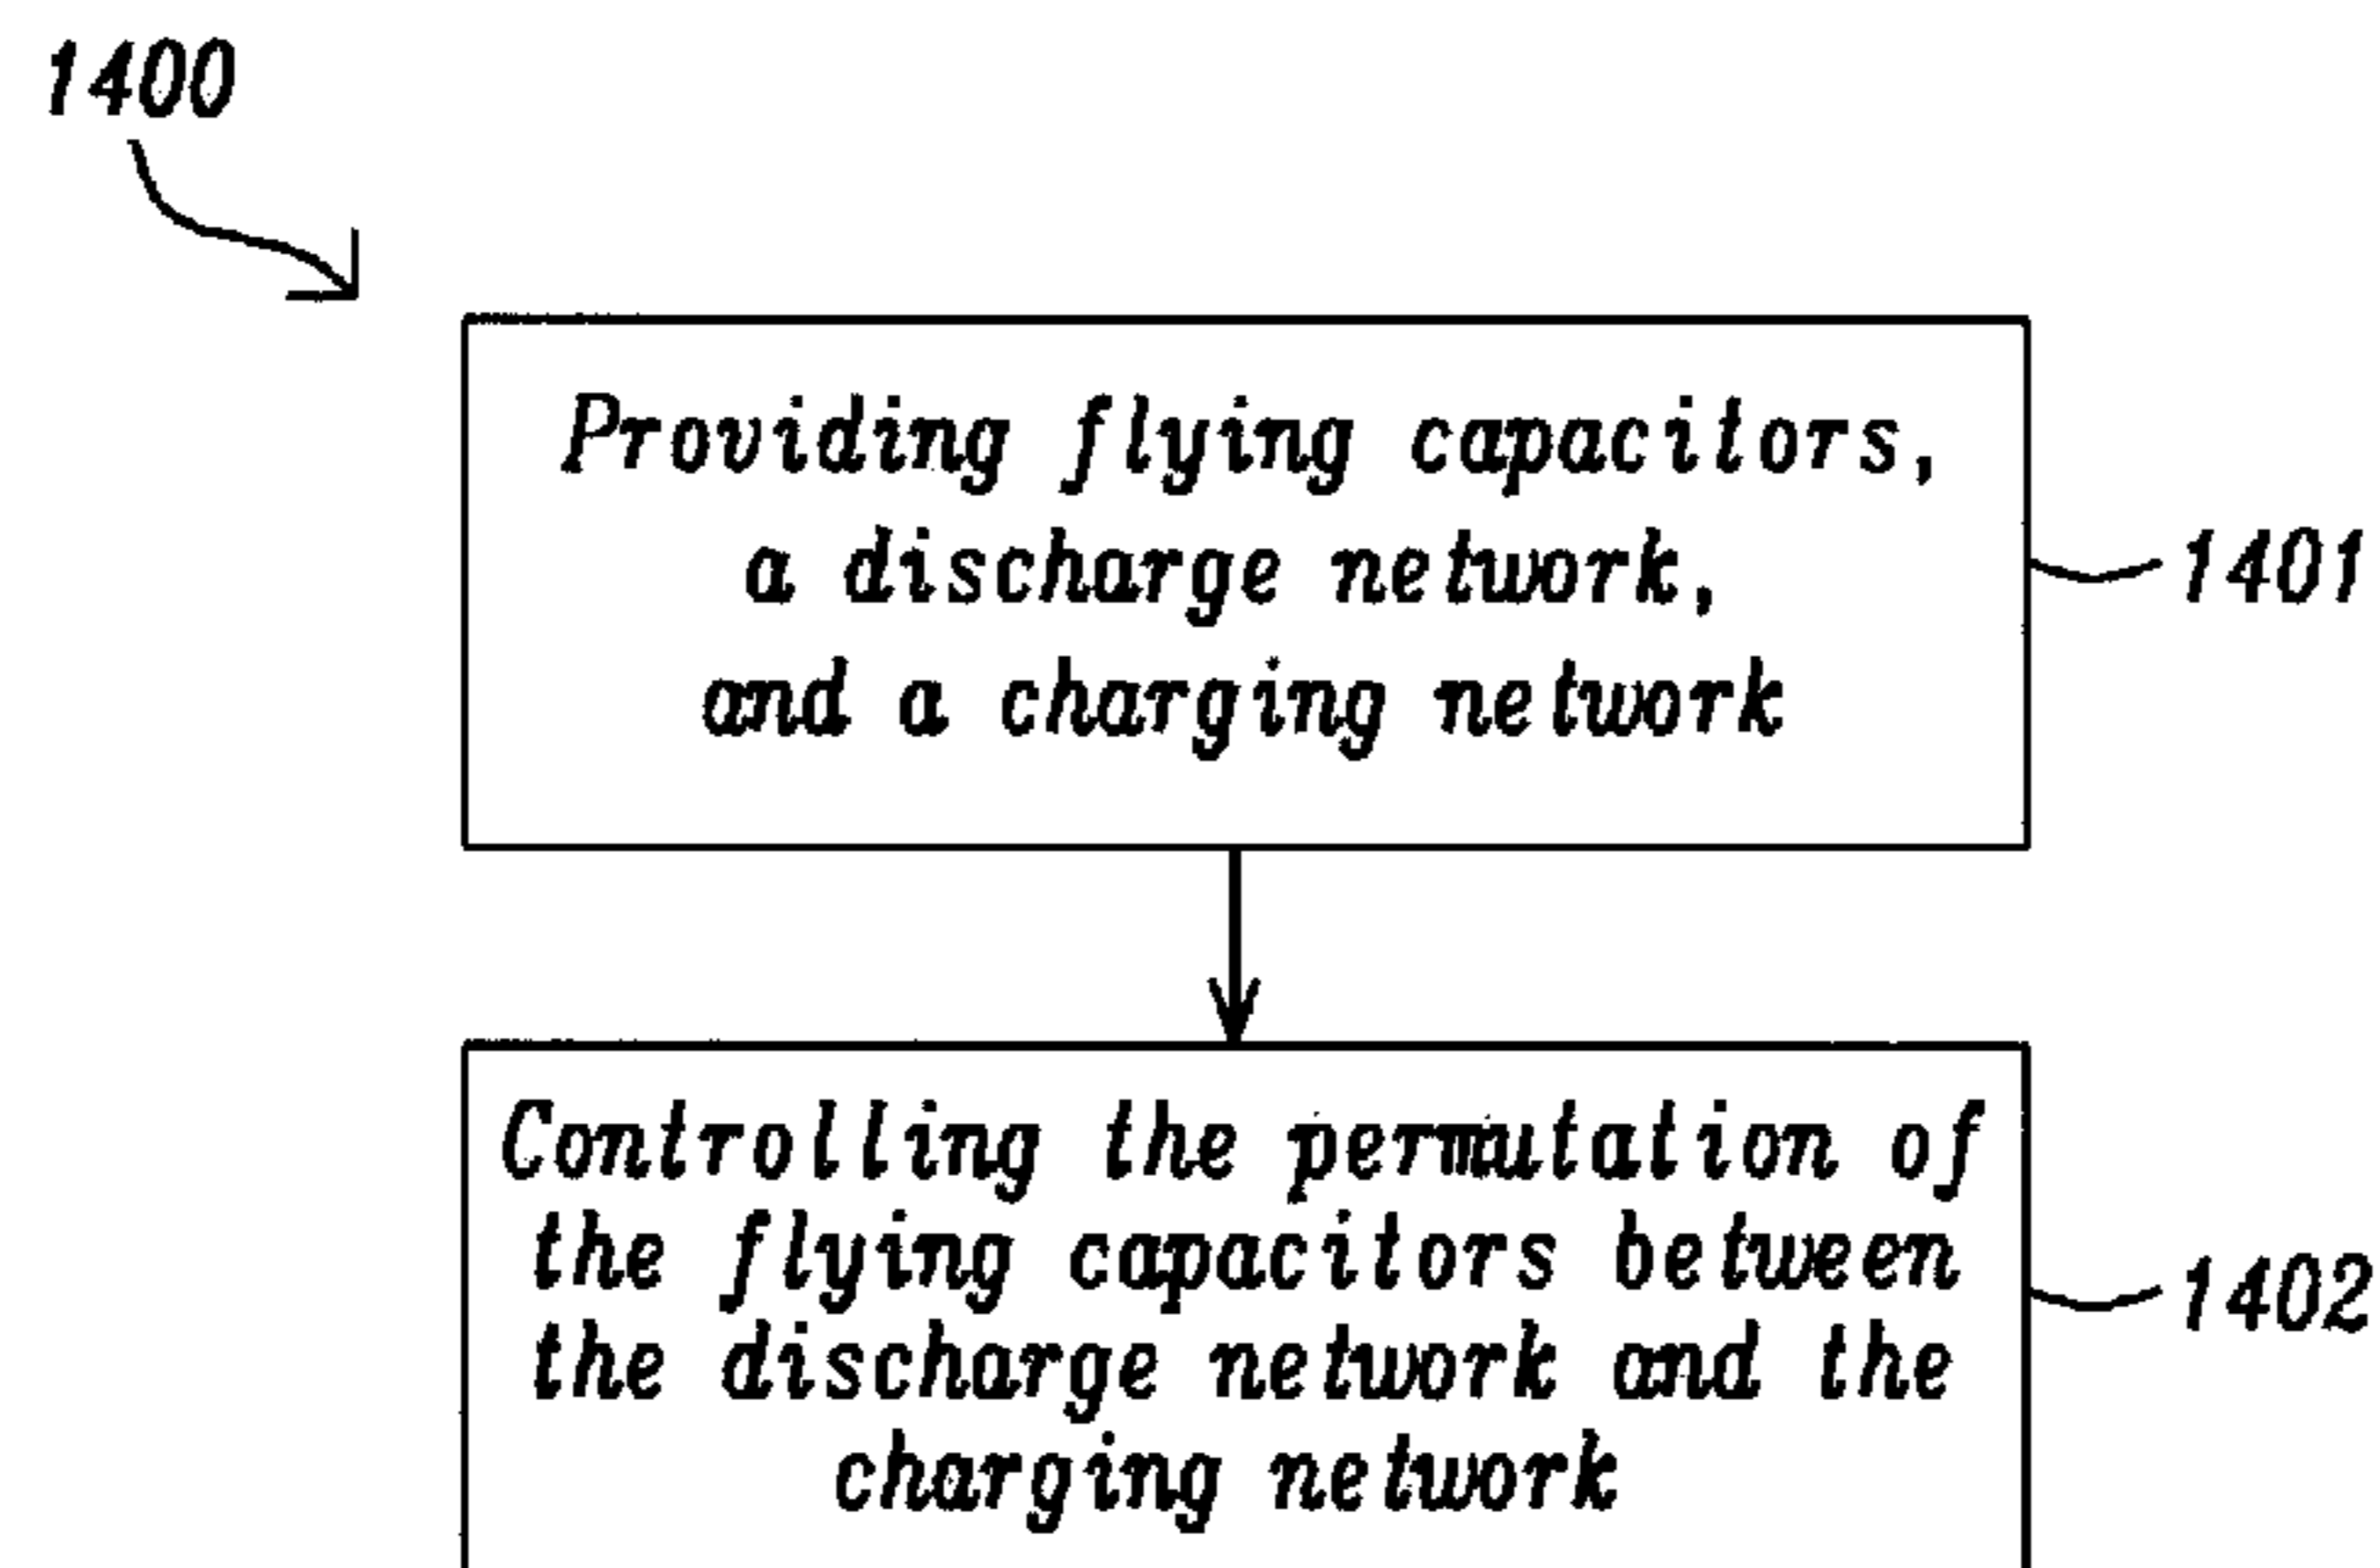 1400
Providing flying capacitors,
a discharge network,
and a charging network
1401
Controlling the permutation of
the flying capacitors between
the discharge network and the
charging network
1402